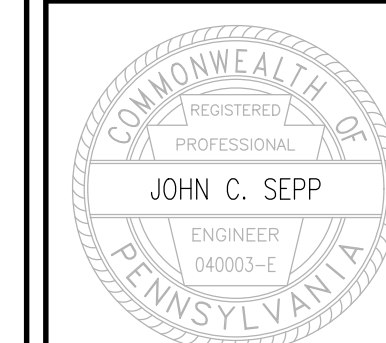 COMMONWEALTH OF
REGISTERED
PROFESSIONAL
JOHN C. SEPP
ENGINEER
040003-E
PENNSYLVANIA